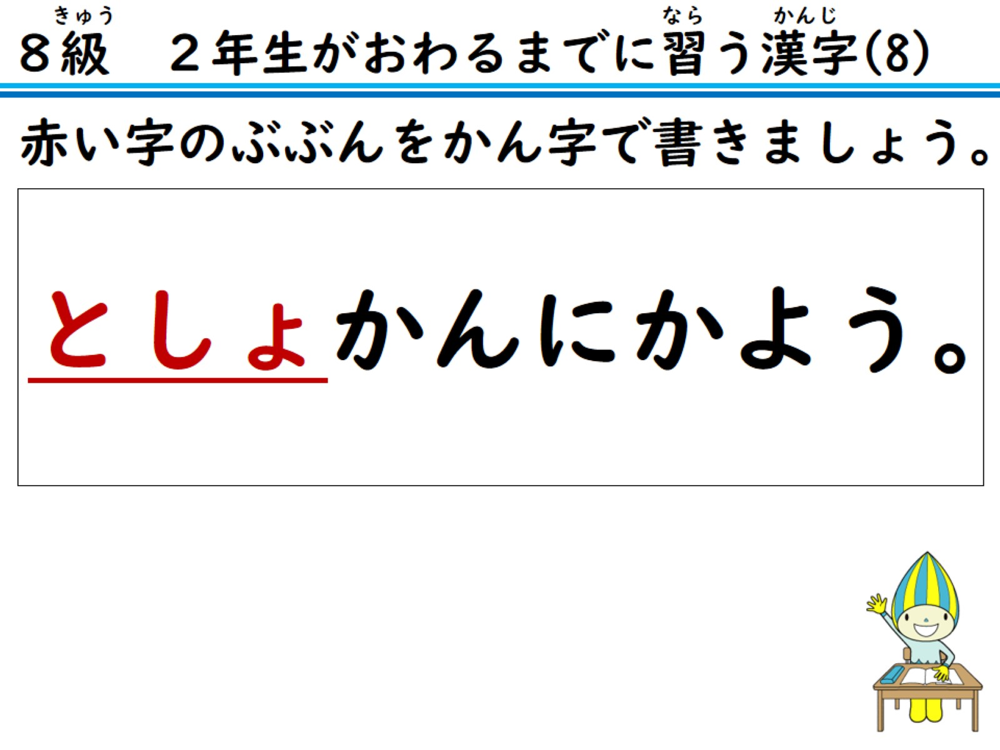 きゅう なら かんじ
８級　２年生がおわるまでに習う漢字(8)
赤い字のぶぶんをかん字で書きましょう。
としょかんにかよう。